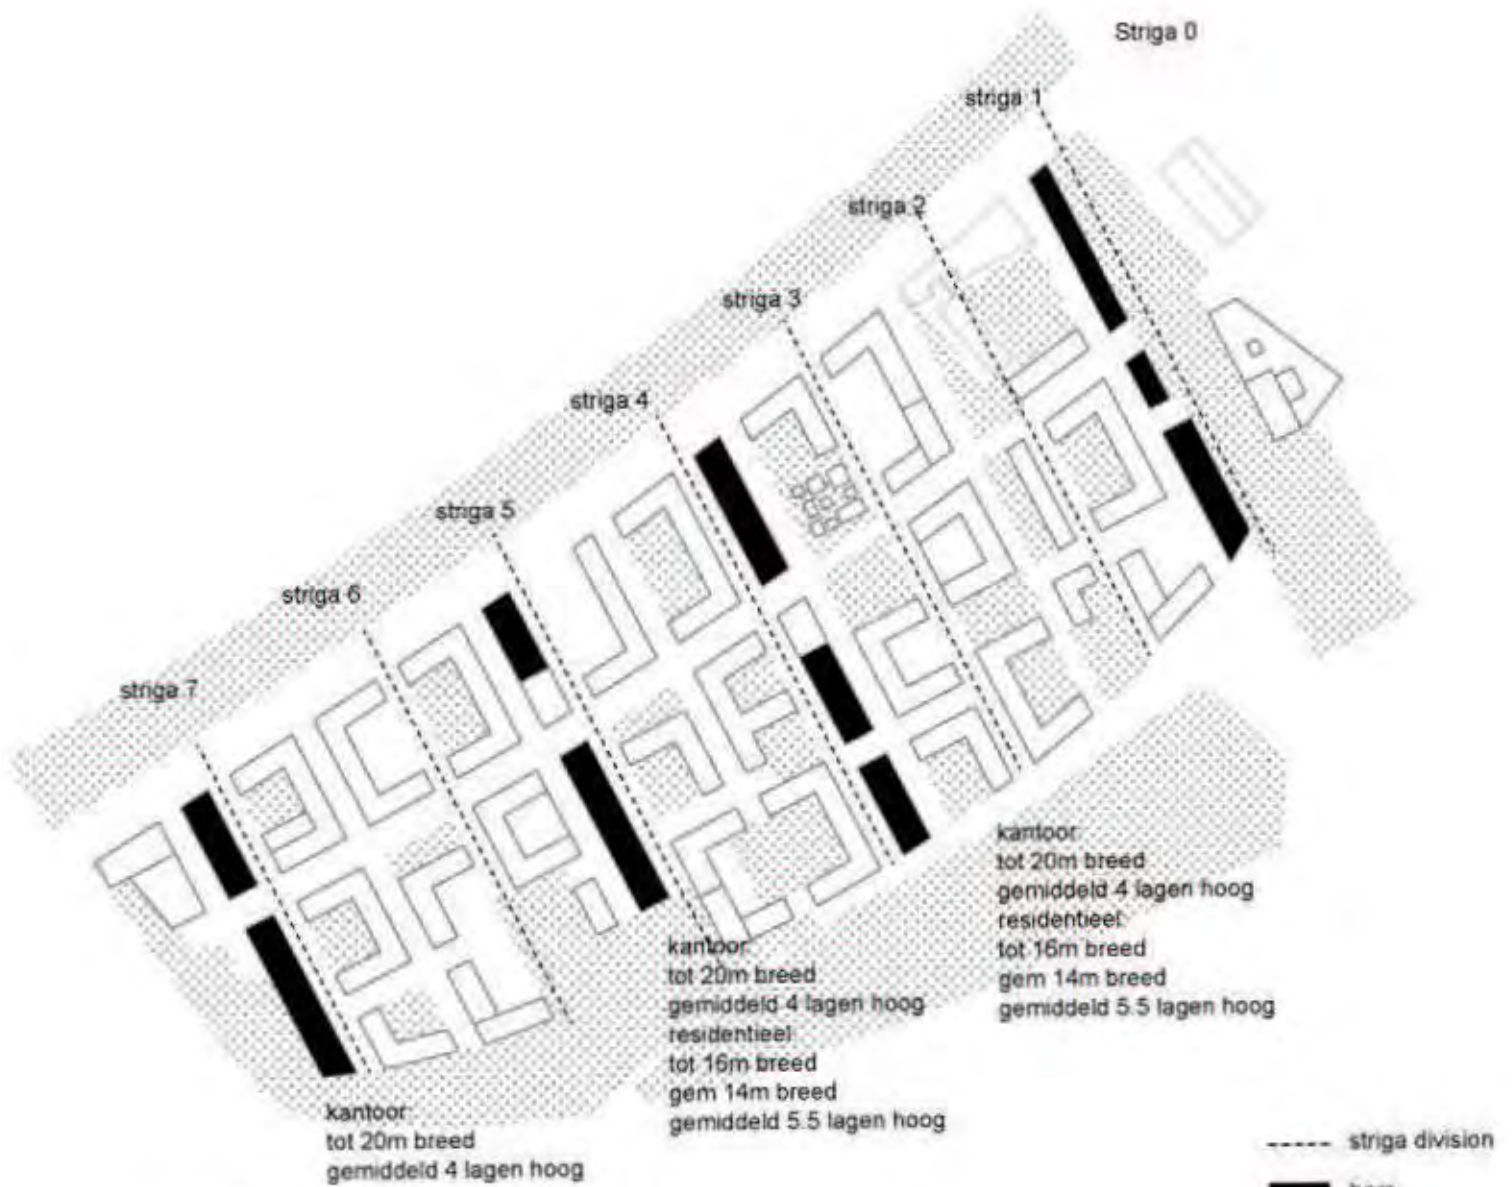 Striga 0
striga 1
striga 2
striga 3
striga 4
striga 5
striga 6
striga 7
kantoor:
tot 20m breed
gemiddeld 4 lagen hoog
residentieel:
tot 16m breed
gem 14m breed
gemiddeld 5.5 lagen hoog
kantoor:
tot 20m breed
gemiddeld 4 lagen hoog
residentieel:
tot 16m breed
gem 14m breed
gemiddeld 5.5 lagen hoog
kantoor:
tot 20m breed
gemiddeld 4 lagen hoog
striga division